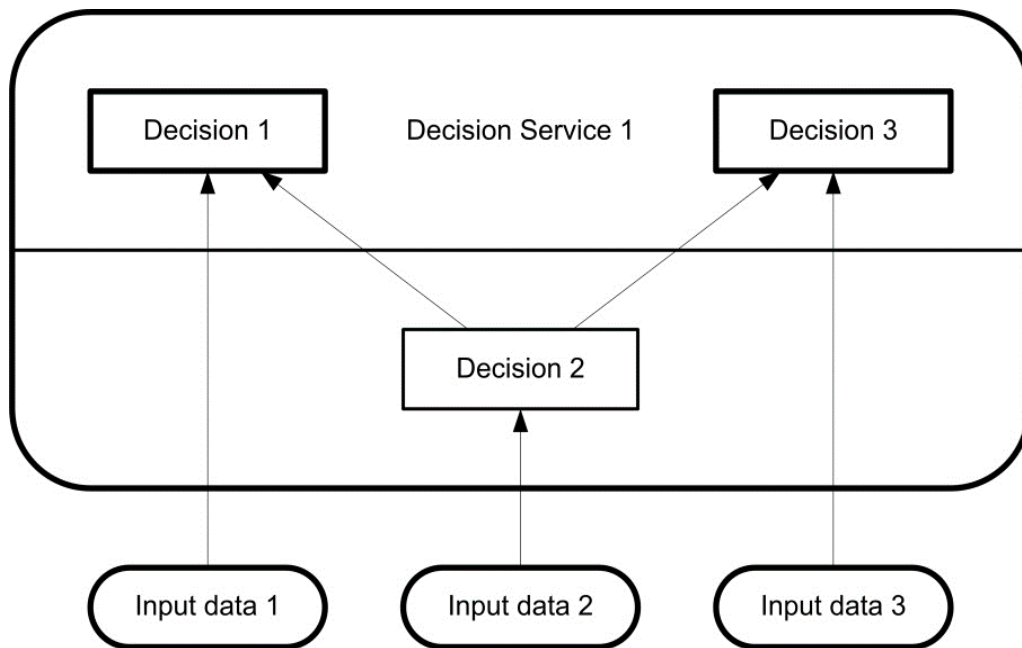 Decision 1
Decision Service 1
Decision 3
Decision 2
Input data 1
Input data 2
Input data 3